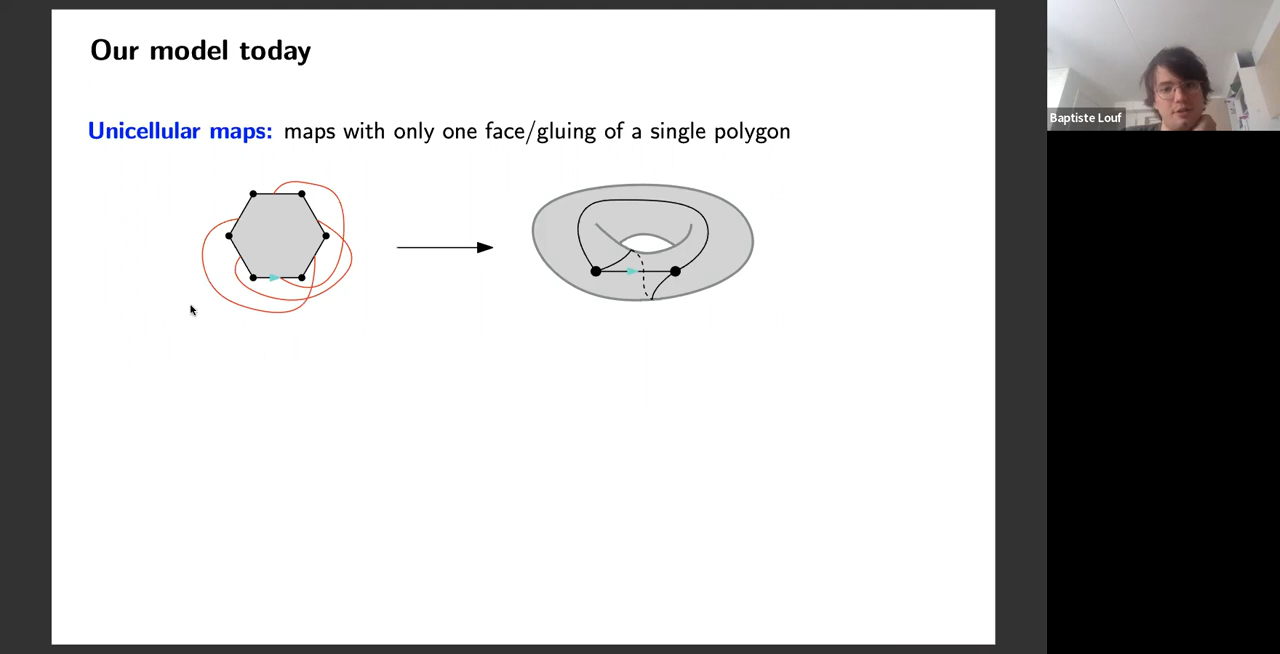 Our model today
Unicellular maps: maps with only one face/gluing of a single polygon
Baptiste Louf